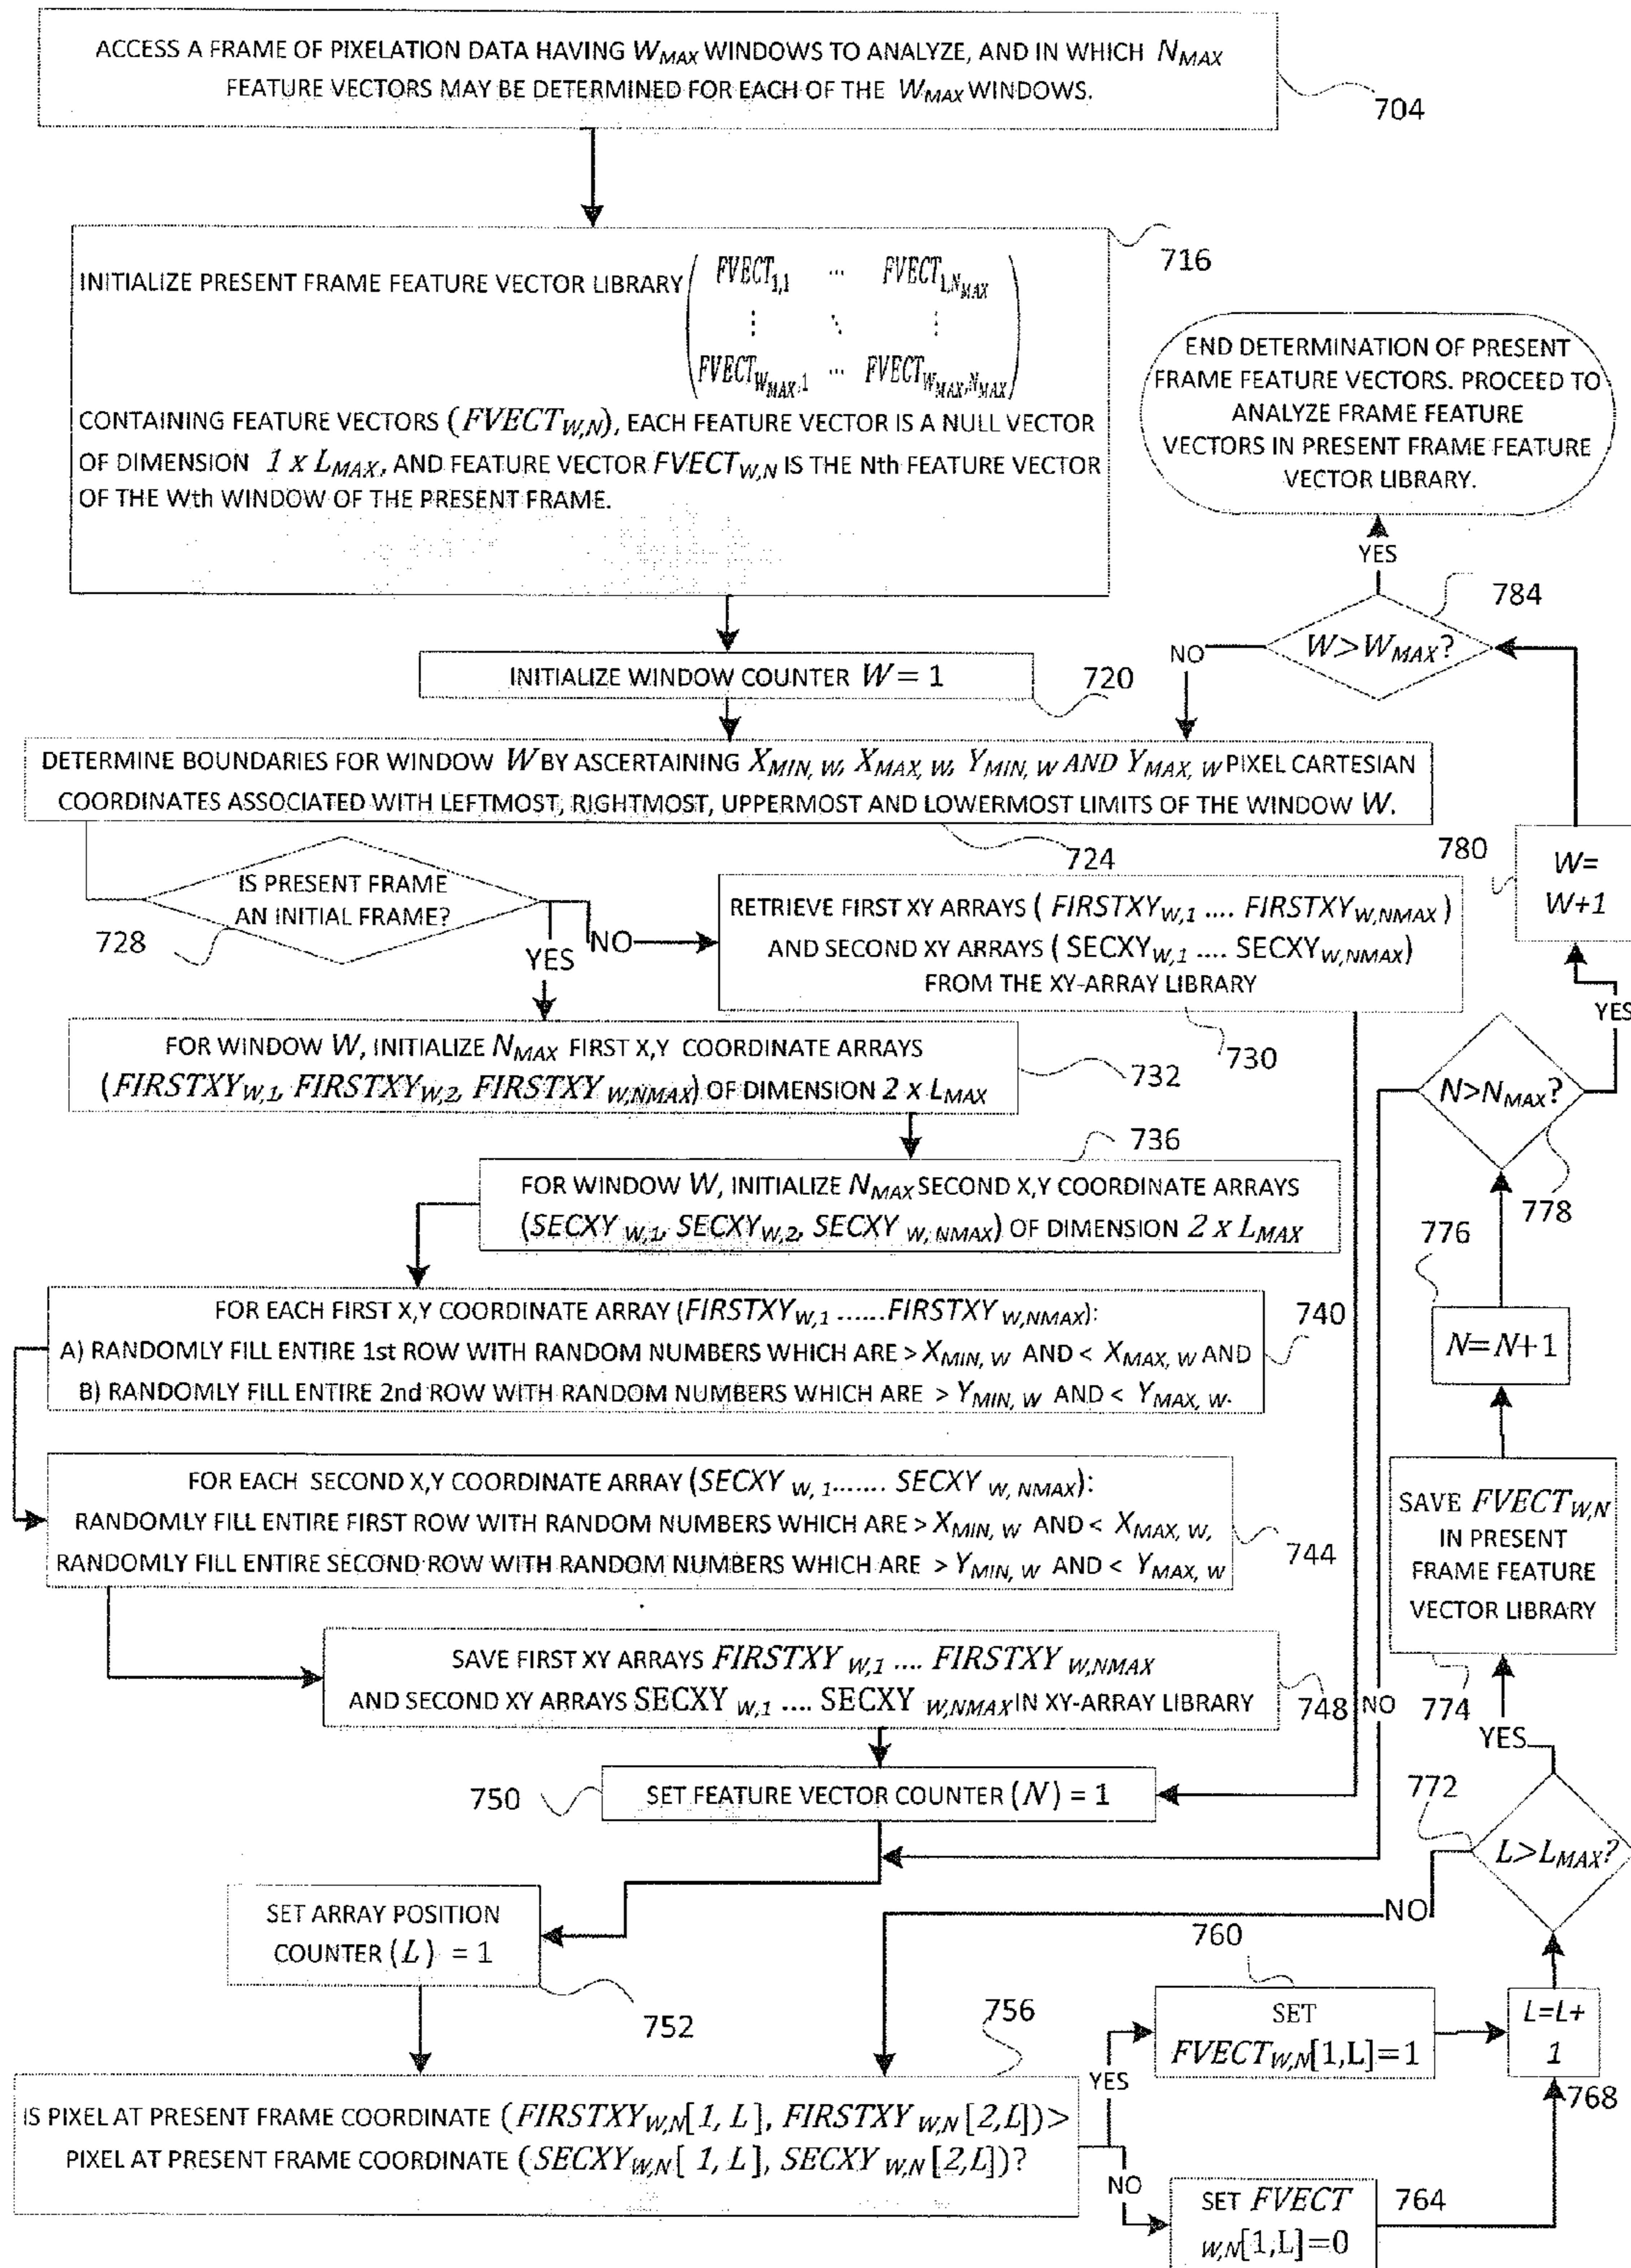 ACCESS A FRAME OF PIXELATION DATA HAVING W_MAX WINDOWS TO ANALYZE, AND IN WHICH N_MAX
FEATURE VECTORS MAY BE DETERMINED FOR EACH OF THE W_MAX WINDOWS.
704
716
INITIALIZE PRESENT FRAME FEATURE VECTOR LIBRARY
FVECT_1,1 ... FVECT_1,N_MAX
⋮ ⋱ ⋮
FVECT_W_MAX,1 ... FVECT_W_MAX,N_MAX
CONTAINING FEATURE VECTORS (FVECT_W,N), EACH FEATURE VECTOR IS A NULL VECTOR
OF DIMENSION 1 x L_MAX, AND FEATURE VECTOR FVECT_W,N IS THE Nth FEATURE VECTOR
OF THE Wth WINDOW OF THE PRESENT FRAME.
END DETERMINATION OF PRESENT
FRAME FEATURE VECTORS. PROCEED TO
ANALYZE FRAME FEATURE
VECTORS IN PRESENT FRAME FEATURE
VECTOR LIBRARY.
YES
784
W>W_MAX?
NO
INITIALIZE WINDOW COUNTER W = 1
720
DETERMINE BOUNDARIES FOR WINDOW W BY ASCERTAINING X_MIN, W, X_MAX, W, Y_MIN, W AND Y_MAX, W PIXEL CARTESIAN
COORDINATES ASSOCIATED WITH LEFTMOST, RIGHTMOST, UPPERMOST AND LOWERMOST LIMITS OF THE WINDOW W.
724
780
W=
W+1
IS PRESENT FRAME
AN INITIAL FRAME?
728
YES
NO
RETRIEVE FIRST XY ARRAYS ( FIRSTXY_W,1 .... FIRSTXY_W,NMAX )
AND SECOND XY ARRAYS ( SECXY_W,1 .... SECXY_W,NMAX)
FROM THE XY-ARRAY LIBRARY
730
YES
N>N_MAX?
778
FOR WINDOW W, INITIALIZE N_MAX FIRST X,Y COORDINATE ARRAYS
(FIRSTXY_W,1, FIRSTXY_W,2, FIRSTXY_W,NMAX) OF DIMENSION 2 x L_MAX
732
736
FOR WINDOW W, INITIALIZE N_MAX SECOND X,Y COORDINATE ARRAYS
(SECXY_W,1, SECXY_W,2, SECXY_W,NMAX) OF DIMENSION 2 x L_MAX
776
N=N+1
FOR EACH FIRST X,Y COORDINATE ARRAY (FIRSTXY_W,1 ......FIRSTXY_W,NMAX):
A) RANDOMLY FILL ENTIRE 1st ROW WITH RANDOM NUMBERS WHICH ARE > X_MIN, W AND < X_MAX, W AND
B) RANDOMLY FILL ENTIRE 2nd ROW WITH RANDOM NUMBERS WHICH ARE > Y_MIN, W AND < Y_MAX, W.
740
FOR EACH SECOND X,Y COORDINATE ARRAY (SECXY_W, 1....... SECXY_W, NMAX):
RANDOMLY FILL ENTIRE FIRST ROW WITH RANDOM NUMBERS WHICH ARE > X_MIN, W AND < X_MAX, W,
RANDOMLY FILL ENTIRE SECOND ROW WITH RANDOM NUMBERS WHICH ARE > Y_MIN, W AND < Y_MAX, W
744
SAVE FVECT_W,N
IN PRESENT
FRAME FEATURE
VECTOR LIBRARY
774
YES
SAVE FIRST XY ARRAYS FIRSTXY_W,1 .... FIRSTXY_W,NMAX
AND SECOND XY ARRAYS SECXY_W,1 .... SECXY_W,NMAX IN XY-ARRAY LIBRARY
748
NO
750
SET FEATURE VECTOR COUNTER (N) = 1
772
L>L_MAX?
NO
SET ARRAY POSITION
COUNTER (L) = 1
752
756
IS PIXEL AT PRESENT FRAME COORDINATE (FIRSTXY_W,N[1, L], FIRSTXY_W,N[2,L])>
PIXEL AT PRESENT FRAME COORDINATE (SECXY_W,N[ 1, L], SECXY_W,N[2,L])?
YES
NO
760
SET
FVECT_W,N[1,L]=1
L=L+
1
768
SET FVECT
W,N[1,L]=0
764